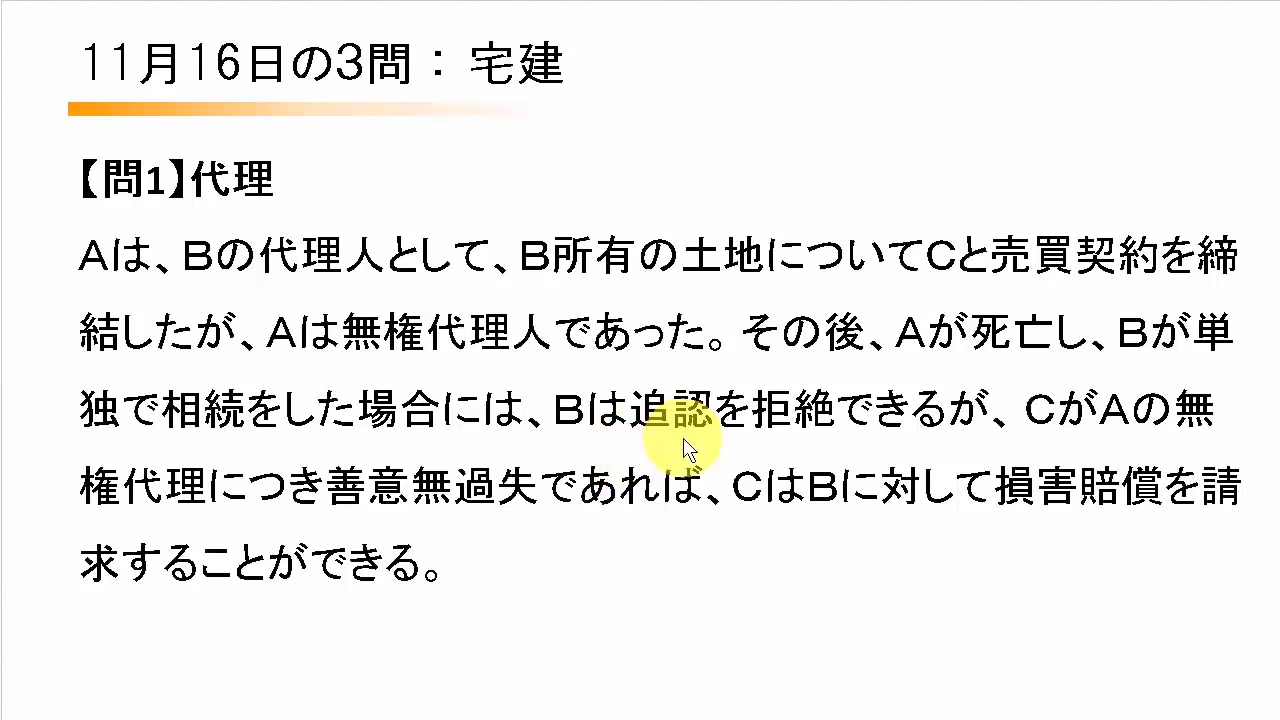 11月16日の3問：宅建
【問1】代理
Aは、Bの代理人として、B所有の土地についてCと売買契約を締
結したが、Aは無権代理人であった。その後、Aが死亡し、Bが単
独で相続をした場合には、Bは追認を拒絶できるが、CがAの無
権代理につき善意無過失であれば、CはBに対して損害賠償を請
求することができる。